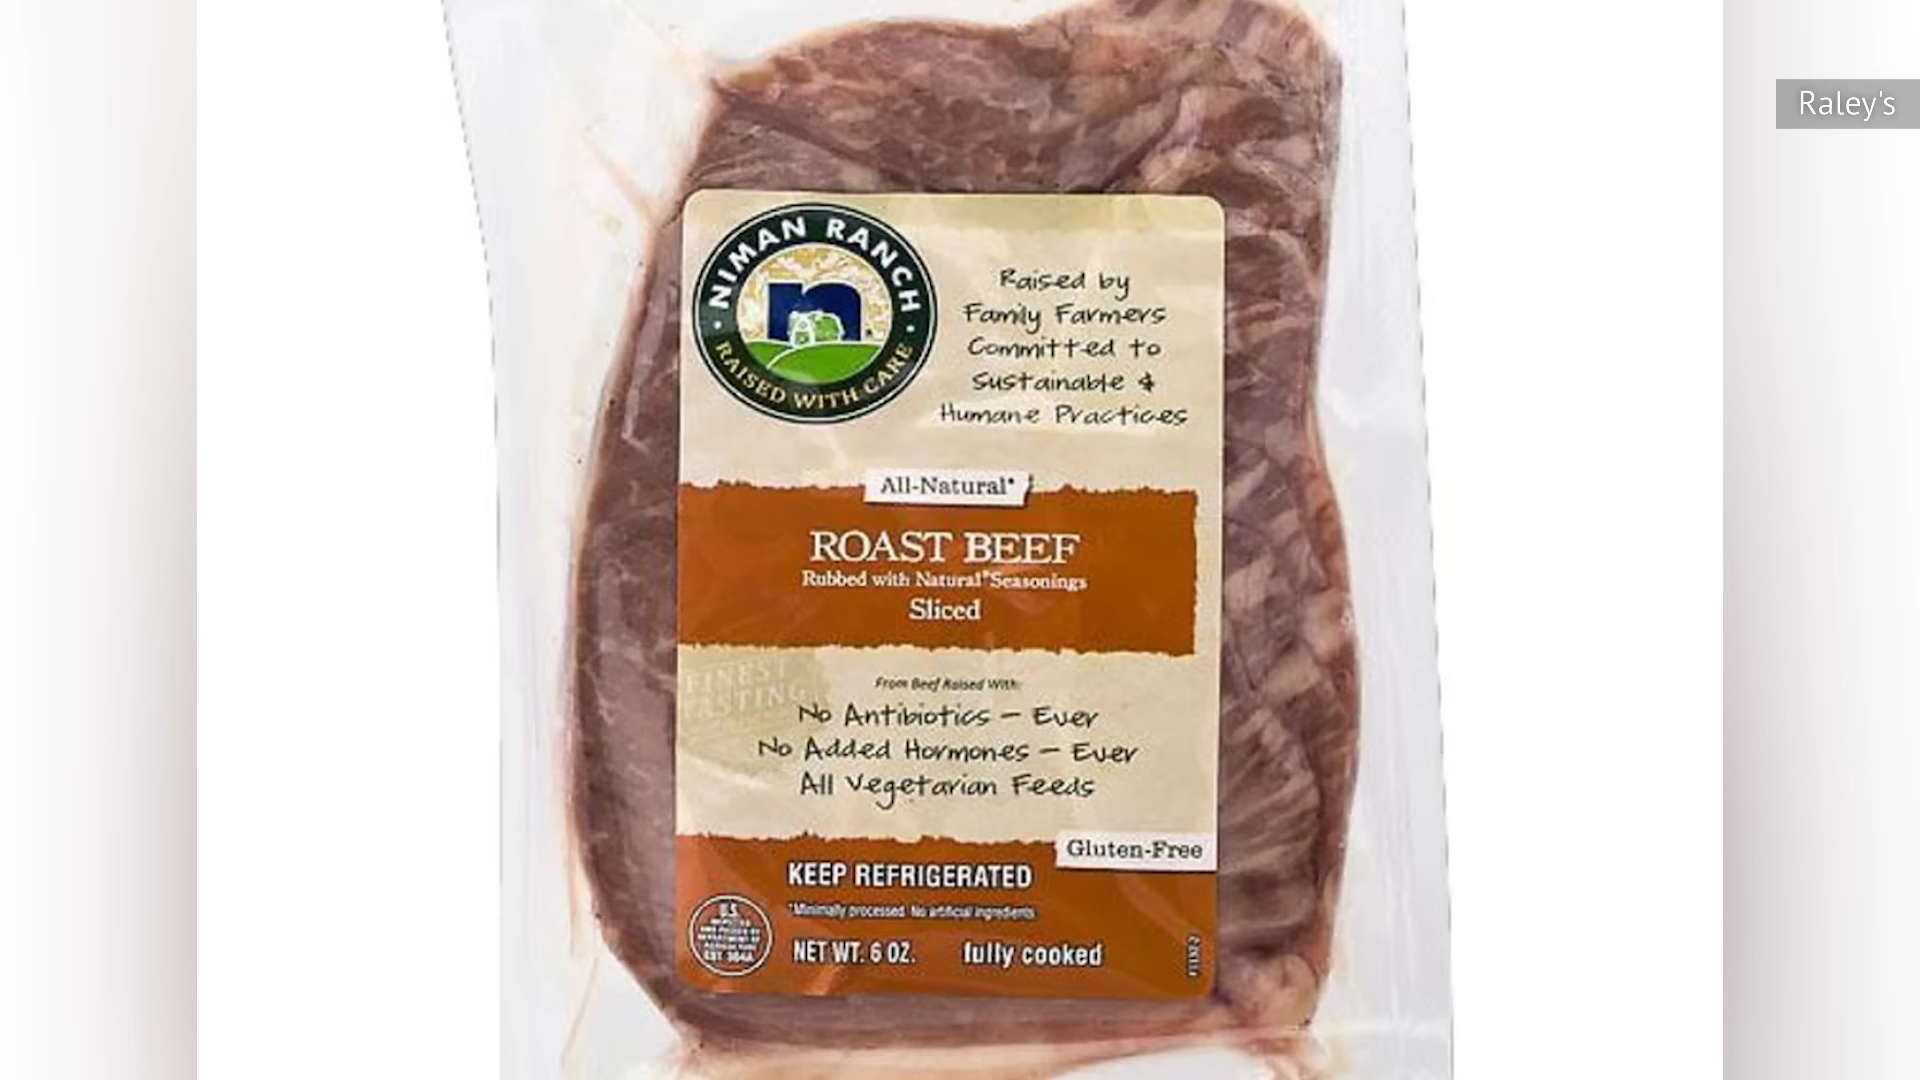 Raley's
NIMAN RANCH
RAISED WITH CARE
n
Raised by
Family Farmers
Committed to
Sustainable &
Humane Practices
All-Natural*
ROAST BEEF
Rubbed with Natural*Seasonings
Sliced
FINEST
TASTING
From Beef Raised With:
No Antibiotics – Ever
No Added Hormones – Ever
All Vegetarian Feeds
Gluten-Free
KEEP REFRIGERATED
*Minimally processed. No artificial ingredients.
U.S.
NET WT. 6 OZ. fully cooked